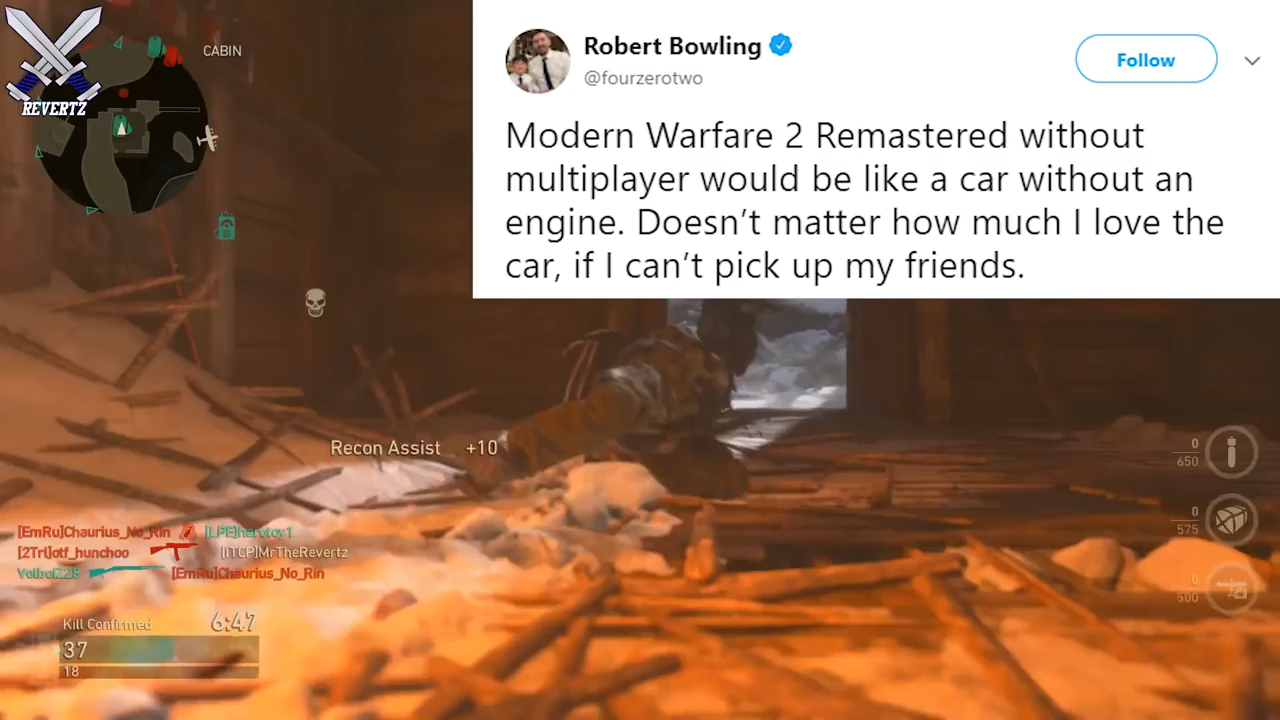 REVERTZ
CABIN
Robert Bowling
@fourzerotwo
Follow
Modern Warfare 2 Remastered without
multiplayer would be like a car without an
engine. Doesn't matter how much I love the
car, if I can't pick up my friends.
Recon Assist +10
0
650
0
575
0
500
[EmRu]Chaurius_No_Rin
[2Trl]otf_hunchoo [ITCP]MrTheRevertz
[EmRu]Chaurius_No_Rin
Kill Confirmed 6:47
37
18